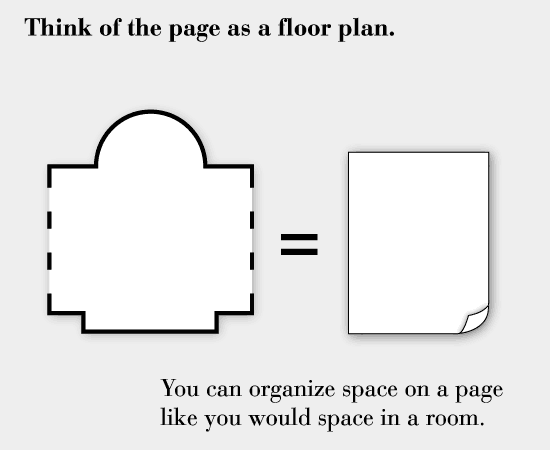 Think of the page as a floor plan.
=
You can organize space on a page
like you would space in a room.